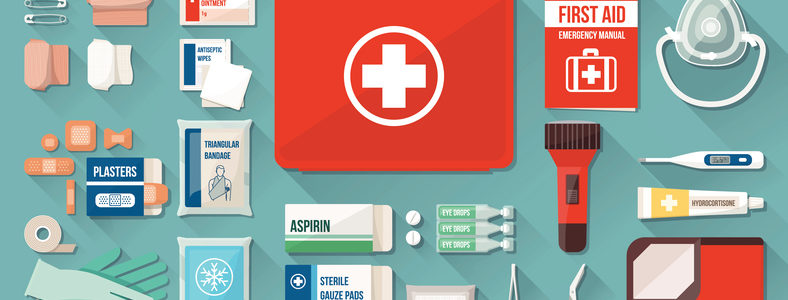 OINTMENT
1g
ANTISEPTIC
WIPES
PLASTERS
TRIANGULAR
BANDAGE
ASPIRIN
STERILE
GAUZE PADS
EYE DROPS
EYE DROPS
EYE DROPS
FIRST AID
EMERGENCY MANUAL
HYDROCORTISONE